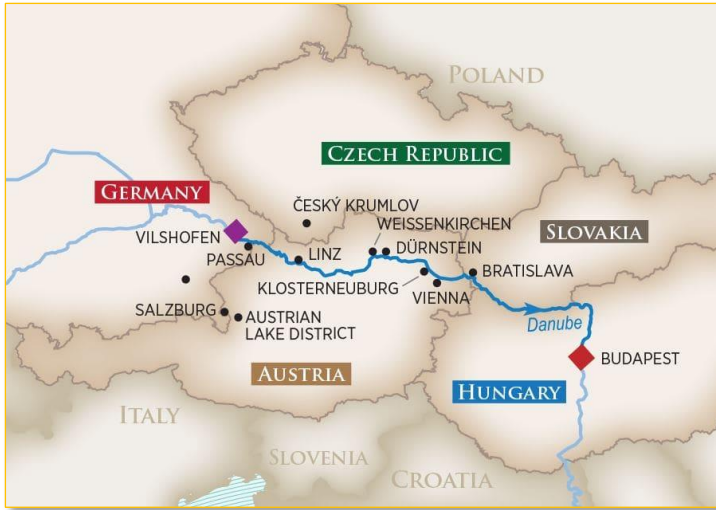 POLAND
CZECH REPUBLIC
GERMANY
ČESKÝ KRUMLOV
WEISSENKIRCHEN
SLOVAKIA
VILSHOFEN
DÜRNSTEIN
PASSAU
LINZ
BRATISLAVA
KLOSTERNEUBURG
VIENNA
SALZBURG
AUSTRIAN
LAKE DISTRICT
Danube
BUDAPEST
AUSTRIA
HUNGARY
ITALY
SLOVENIA
CROATIA